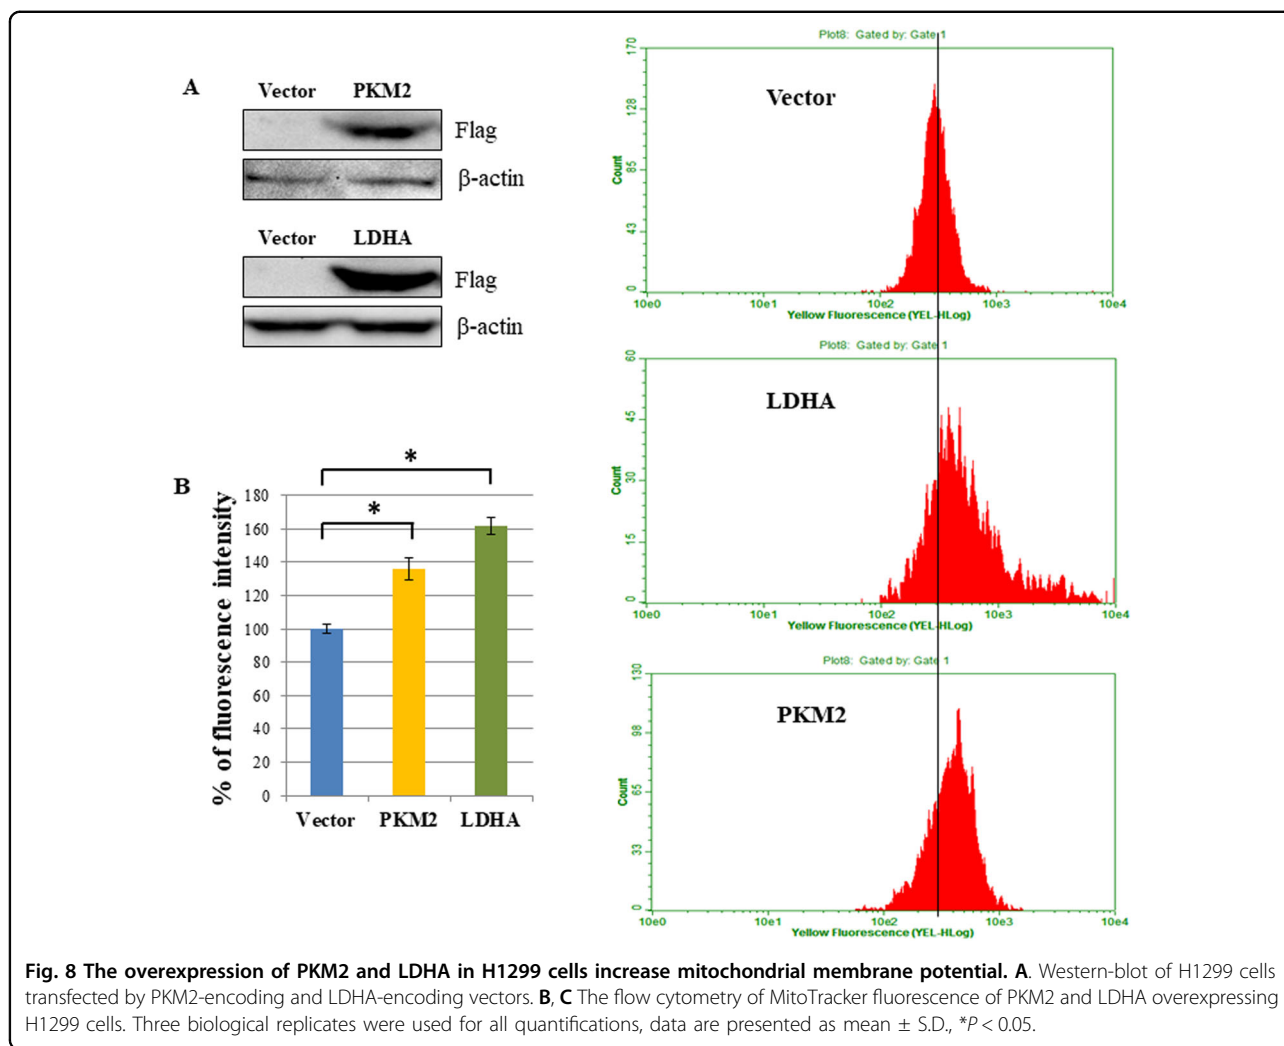 A
Vector PKM2
Flag
β-actin
Vector LDHA
Flag
β-actin
B
% of fluorescence intensity
180
160
140
120
100
80
60
40
20
0
*
*
Vector PKM2 LDHA
Plot8: Gated by: Gate 1
Vector
Count
170
128
85
43
0
10e0 10e1 10e2 10e3 10e4
Yellow Fluorescence (YEL-HLog)
Plot8: Gated by: Gate 1
LDHA
Count
60
45
30
15
0
10e0 10e1 10e2 10e3 10e4
Yellow Fluorescence (YEL-HLog)
Plot8: Gated by: Gate 1
PKM2
Count
130
98
65
33
0
10e0 10e1 10e2 10e3 10e4
Yellow Fluorescence (YEL-HLog)
Fig. 8 The overexpression of PKM2 and LDHA in H1299 cells increase mitochondrial membrane potential. A. Western-blot of H1299 cells
transfected by PKM2-encoding and LDHA-encoding vectors. B, C The flow cytometry of MitoTracker fluorescence of PKM2 and LDHA overexpressing
H1299 cells. Three biological replicates were used for all quantifications, data are presented as mean ± S.D., *P < 0.05.